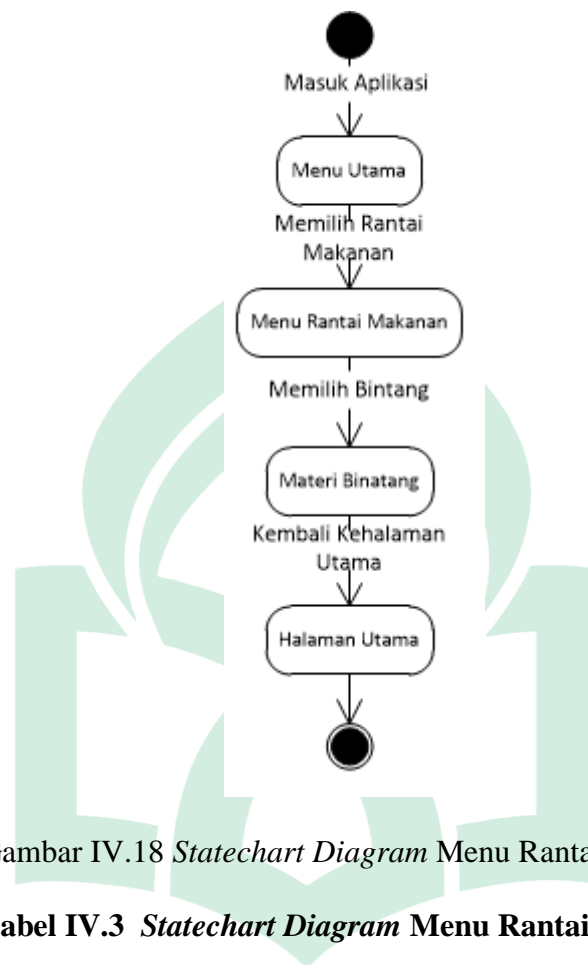 Masuk Aplikasi
Menu Utama
Memilih Rantai
Makanan
Menu Rantai Makanan
Memilih Bintang
Materi Binatang
Kembali Kehalaman
Utama
Halaman Utama
ambar IV.18 Statechart Diagram Menu Ranta
abel IV.3 Statechart Diagram Menu Rantai